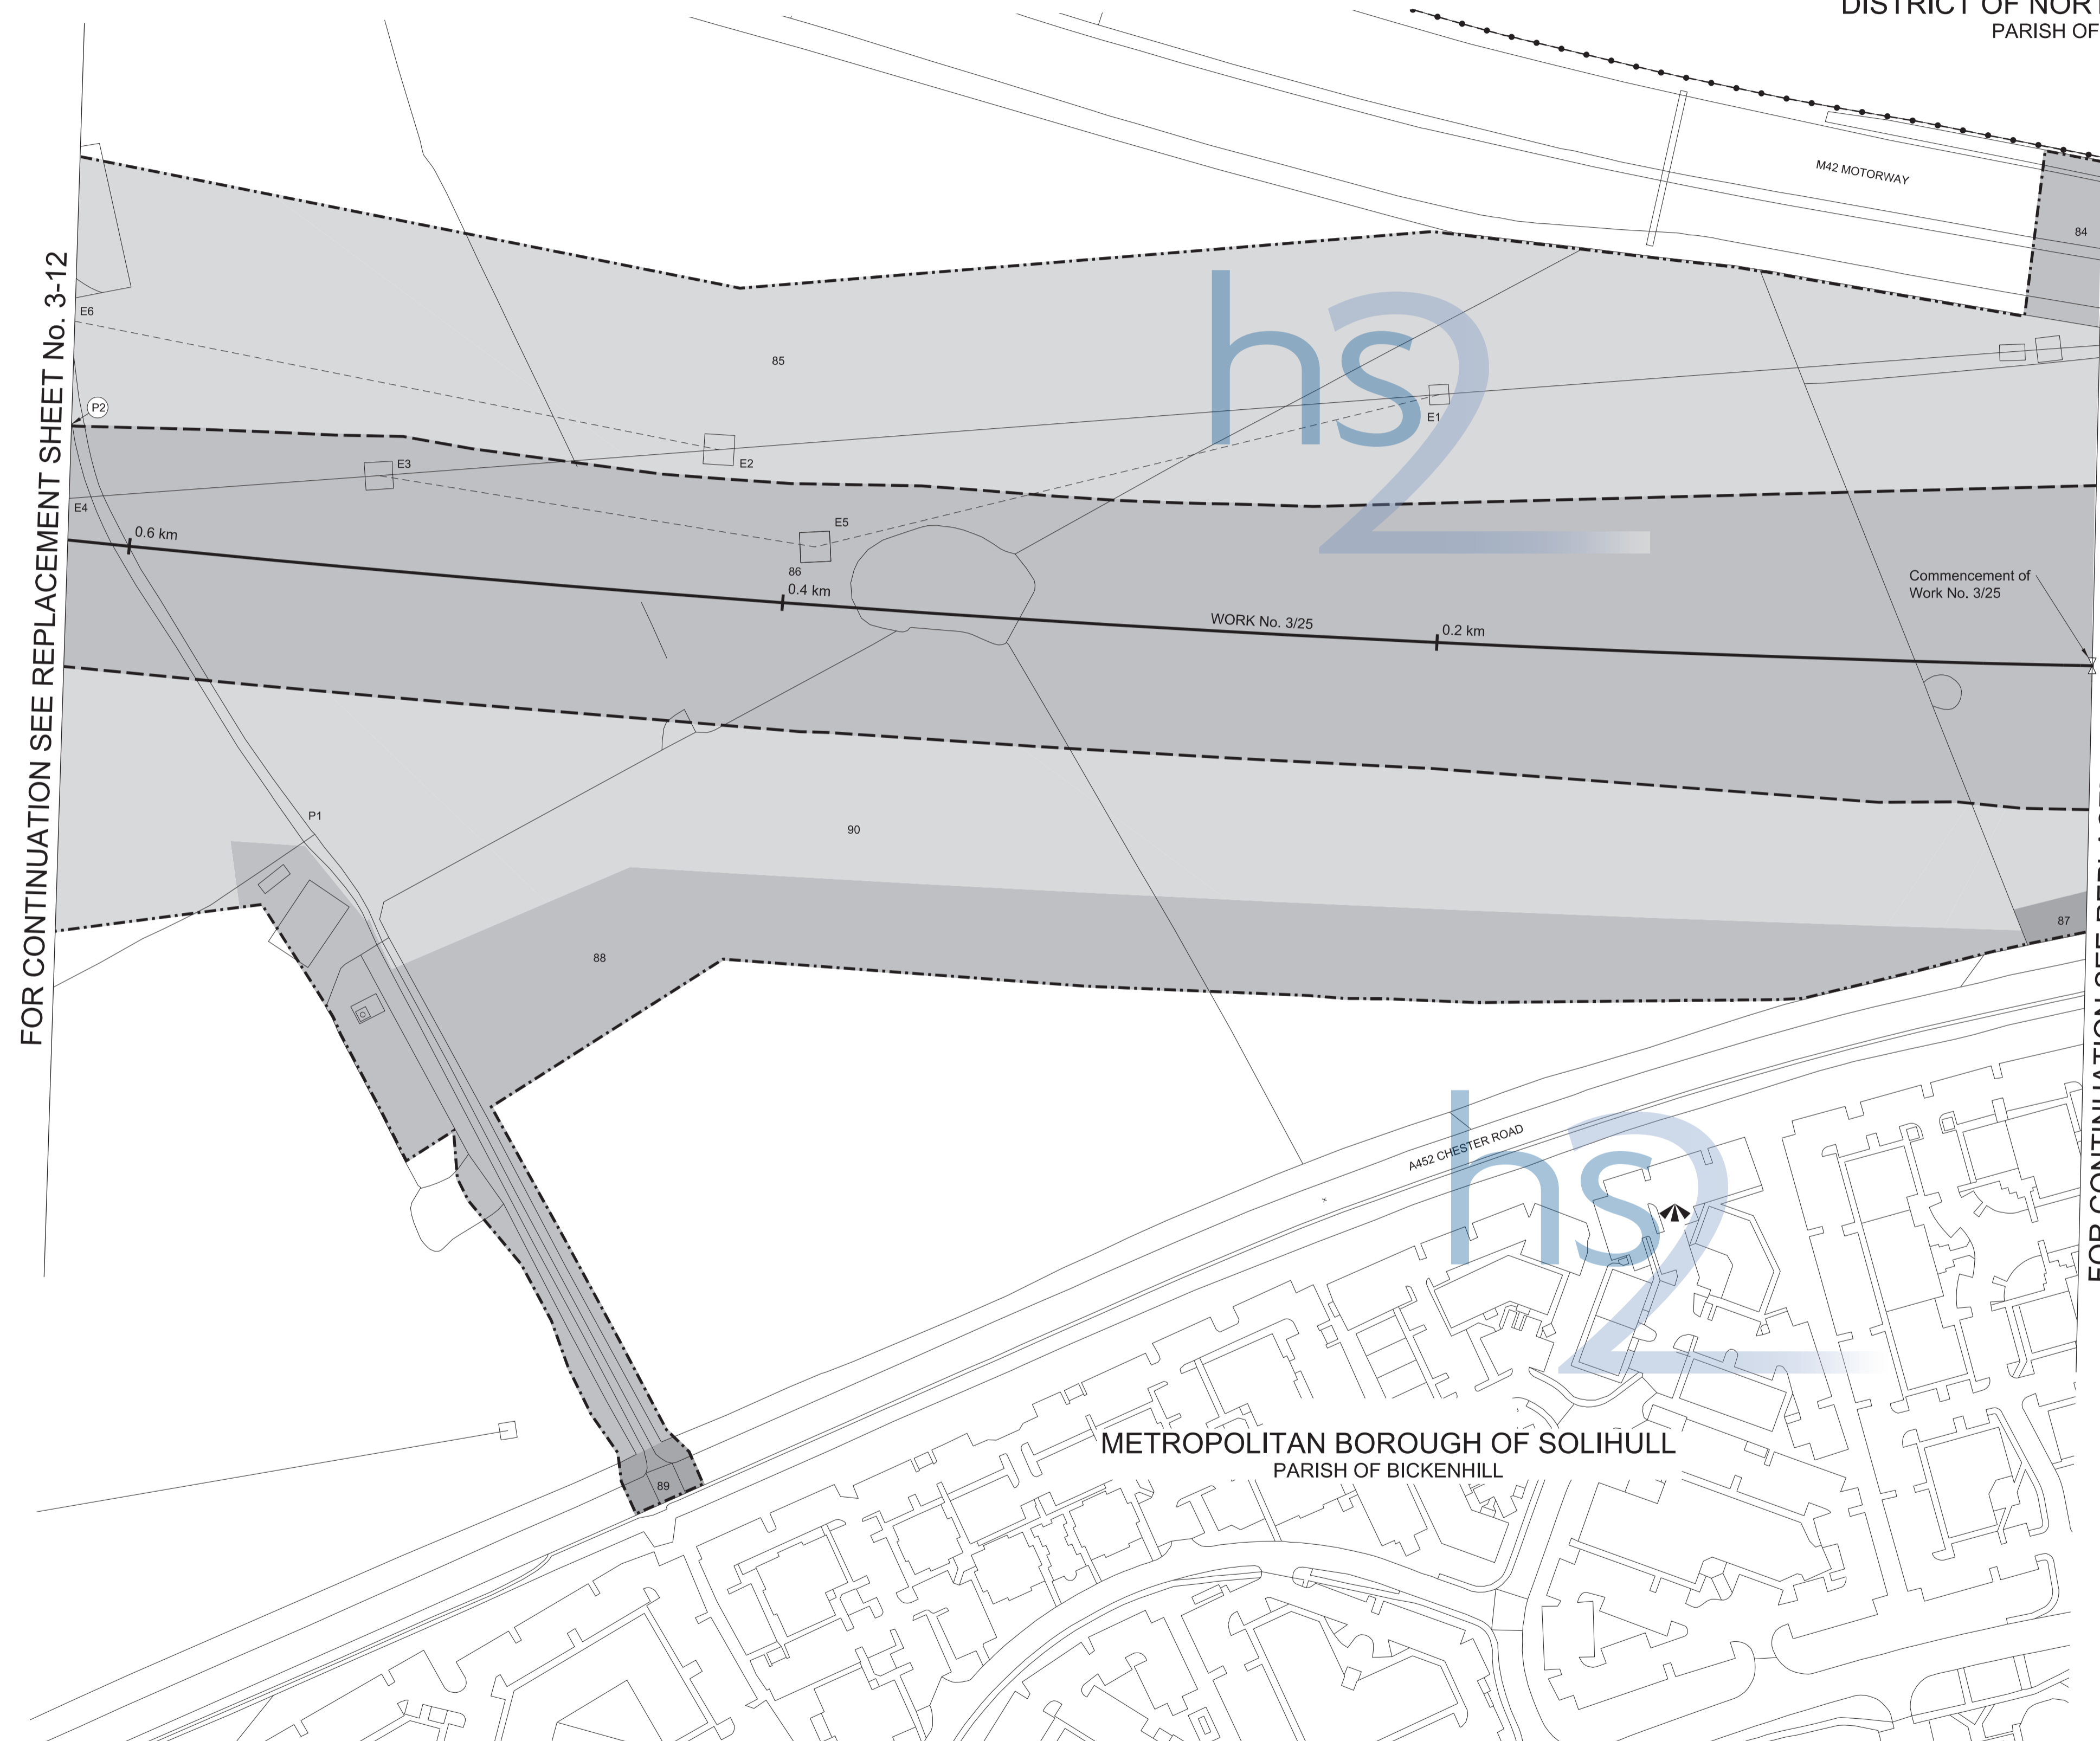 DISTRICT OF
PARISH OF
M42 MOTORWAY
84
FOR CONTINUATION SEE REPLACEMENT SHEET No. 3-12
E6
85
hs2
P2
E1
E3
E2
E4
E5
0.6 km
86
0.4 km
Commencement of
Work No. 3/25
WORK No. 3/25
0.2 km
P1
90
87
88
A452 CHESTER ROAD
hs2
METROPOLITAN BOROUGH OF SOLIHULL
PARISH OF BICKENHILL
89
FOR CONTINUATION SEE